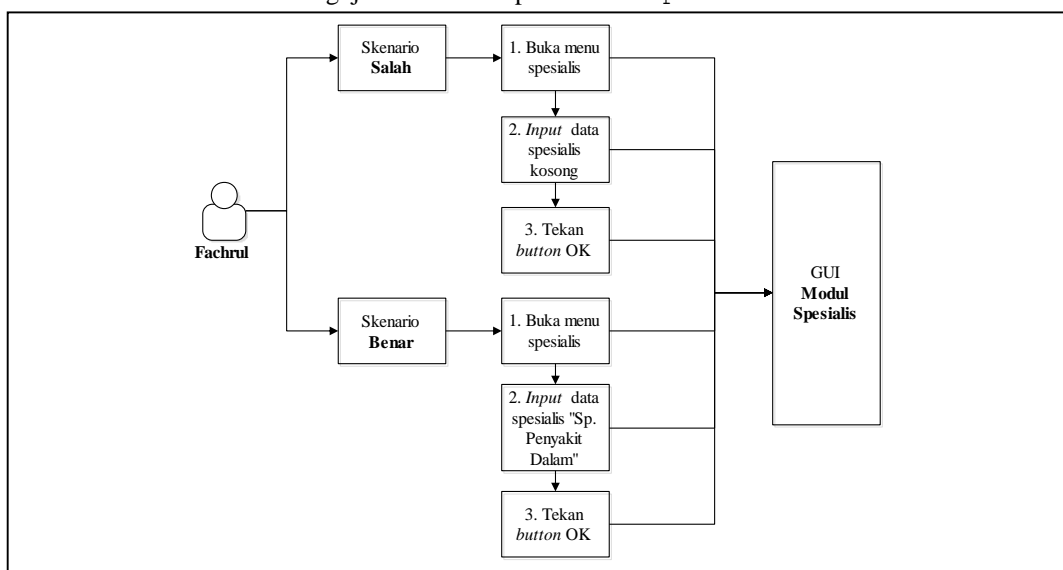 Skenario
Salah
1. Buka menu
spesialis
2. Input data
spesialis
kosong
3. Tekan
button OK
Fachrul
Skenario
Benar
1. Buka menu
spesialis
2. Input data
spesialis "Sp.
Penyakit
Dalam"
3. Tekan
button OK
GUI
Modul
Spesialis